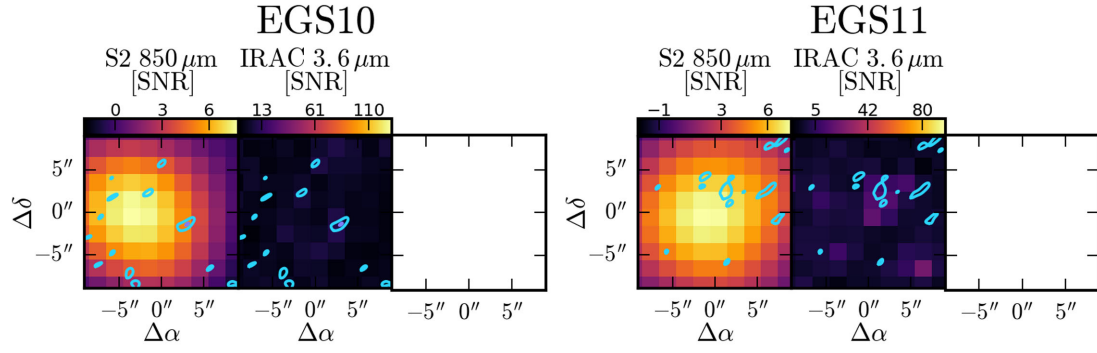 EGS10
S2 850 μm IRAC 3.6 μm
[SNR] [SNR]
0 3 6 13 61 110
5″
0″
−5″
Δδ
−5″ 0″ 5″ −5″ 0″ 5″ −5″ 0″ 5″
Δα Δα
EGS11
S2 850 μm IRAC 3.6 μm
[SNR] [SNR]
−1 3 6 5 42 80
5″
0″
−5″
Δδ
−5″ 0″ 5″ −5″ 0″ 5″ −5″ 0″ 5″
Δα Δα